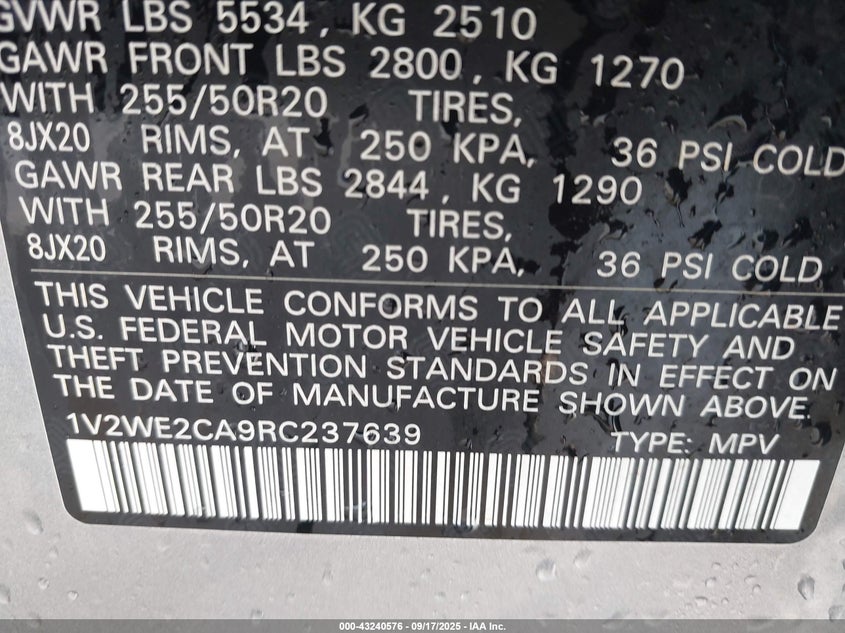 GVWR LBS 5534, KG 2510
GAWR FRONT LBS 2800, KG 1270
WITH 255/50R20 TIRES,
8JX20 RIMS, AT 250 KPA, 36 PSI COLD
GAWR REAR LBS 2844, KG 1290
WITH 255/50R20 TIRES,
8JX20 RIMS, AT 250 KPA, 36 PSI COLD
THIS VEHICLE CONFORMS TO ALL APPLICABLE
U.S. FEDERAL MOTOR VEHICLE SAFETY AND
THEFT PREVENTION STANDARDS IN EFFECT ON
THE DATE OF MANUFACTURE SHOWN ABOVE.
1V2WE2CA9RC237639 TYPE: MPV
000-43240576 - 09/17/2025 - IAA Inc.